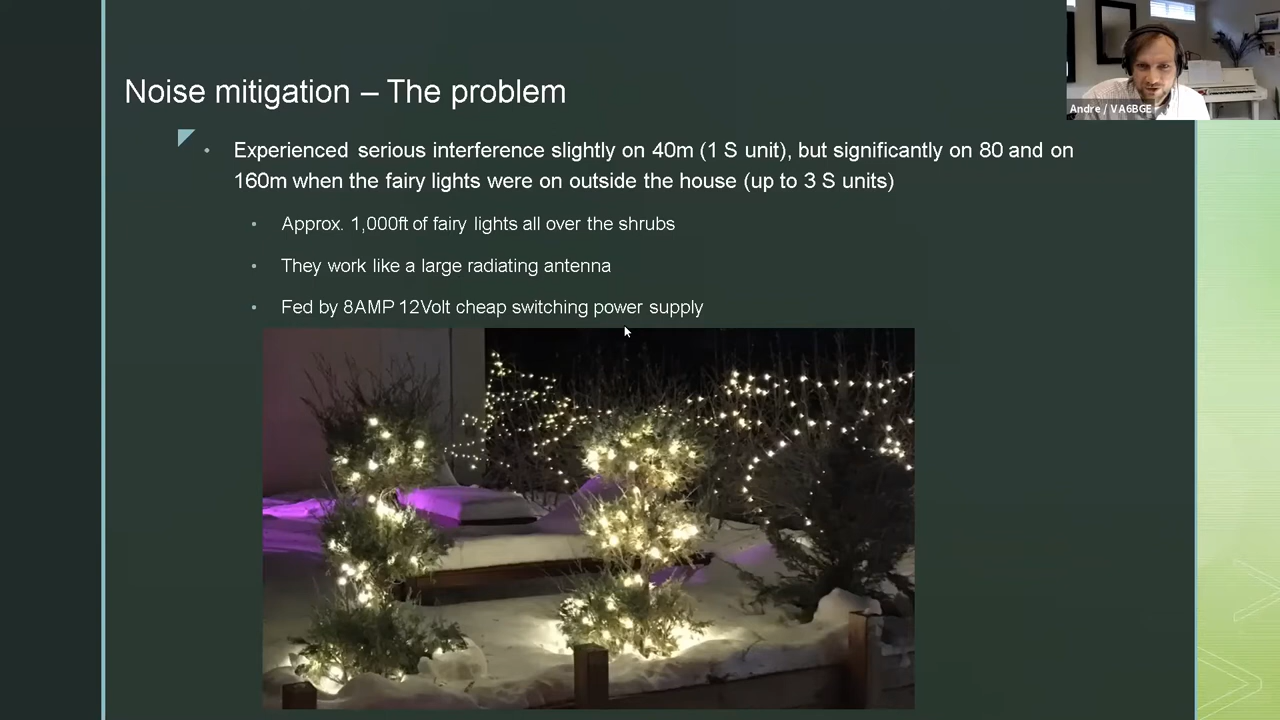 Noise mitigation – The problem
Experienced serious interference slightly on 40m (1 S unit), but significantly on 80 and on
160m when the fairy lights were on outside the house (up to 3 S units)
Approx. 1,000ft of fairy lights all over the shrubs
They work like a large radiating antenna
Fed by 8AMP 12Volt cheap switching power supply
Andre / VA6BGE